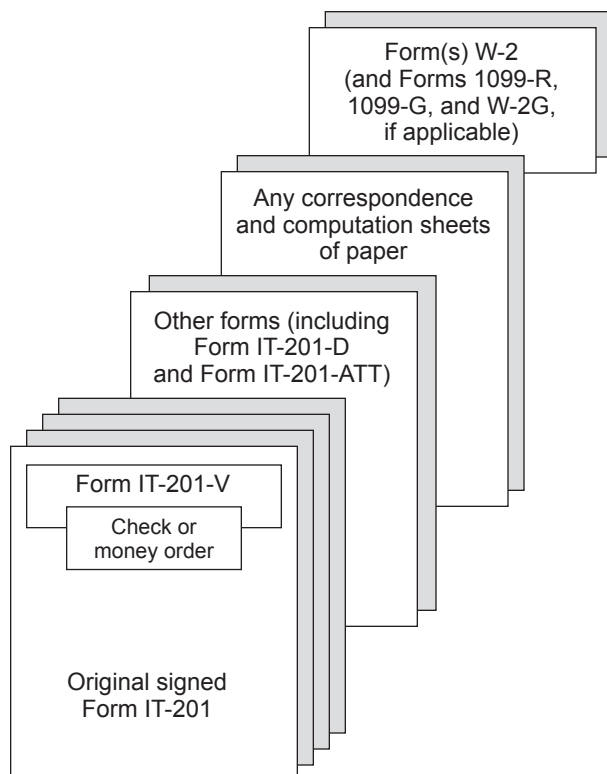 Form(s) W-2
(and Forms 1099-R,
1099-G, and W-2G,
if applicable)
Any correspondence
and computation sheets
of paper
Other forms (including
Form IT-201-D
and Form IT-201-ATT)
Form IT-201-V
Check or
money order
Original signed
Form IT-201